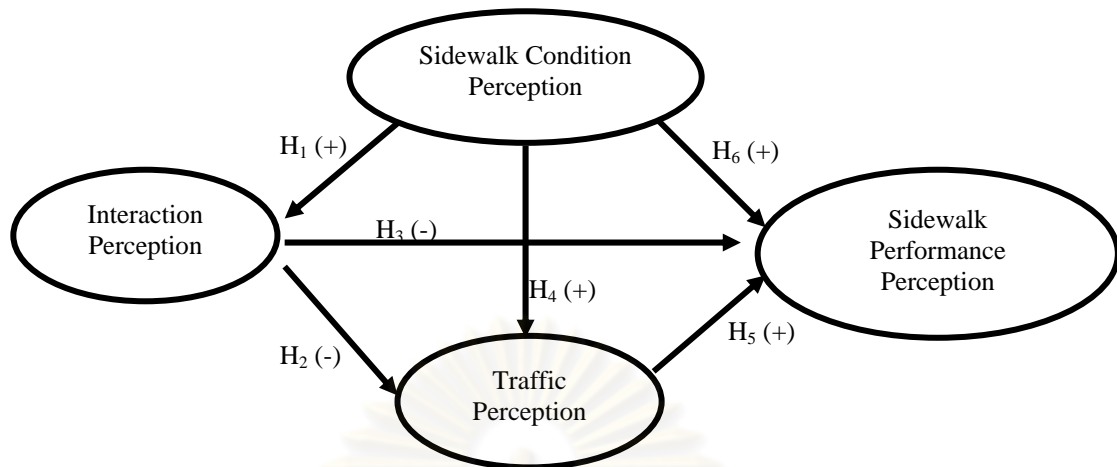 Sidewalk Condition
Perception
H₁ (+)
H₆ (+)
Interaction
Perception
H₃ (-)
Sidewalk
Performance
Perception
H₄ (+)
H₂ (-)
H₅ (+)
Traffic
Perception